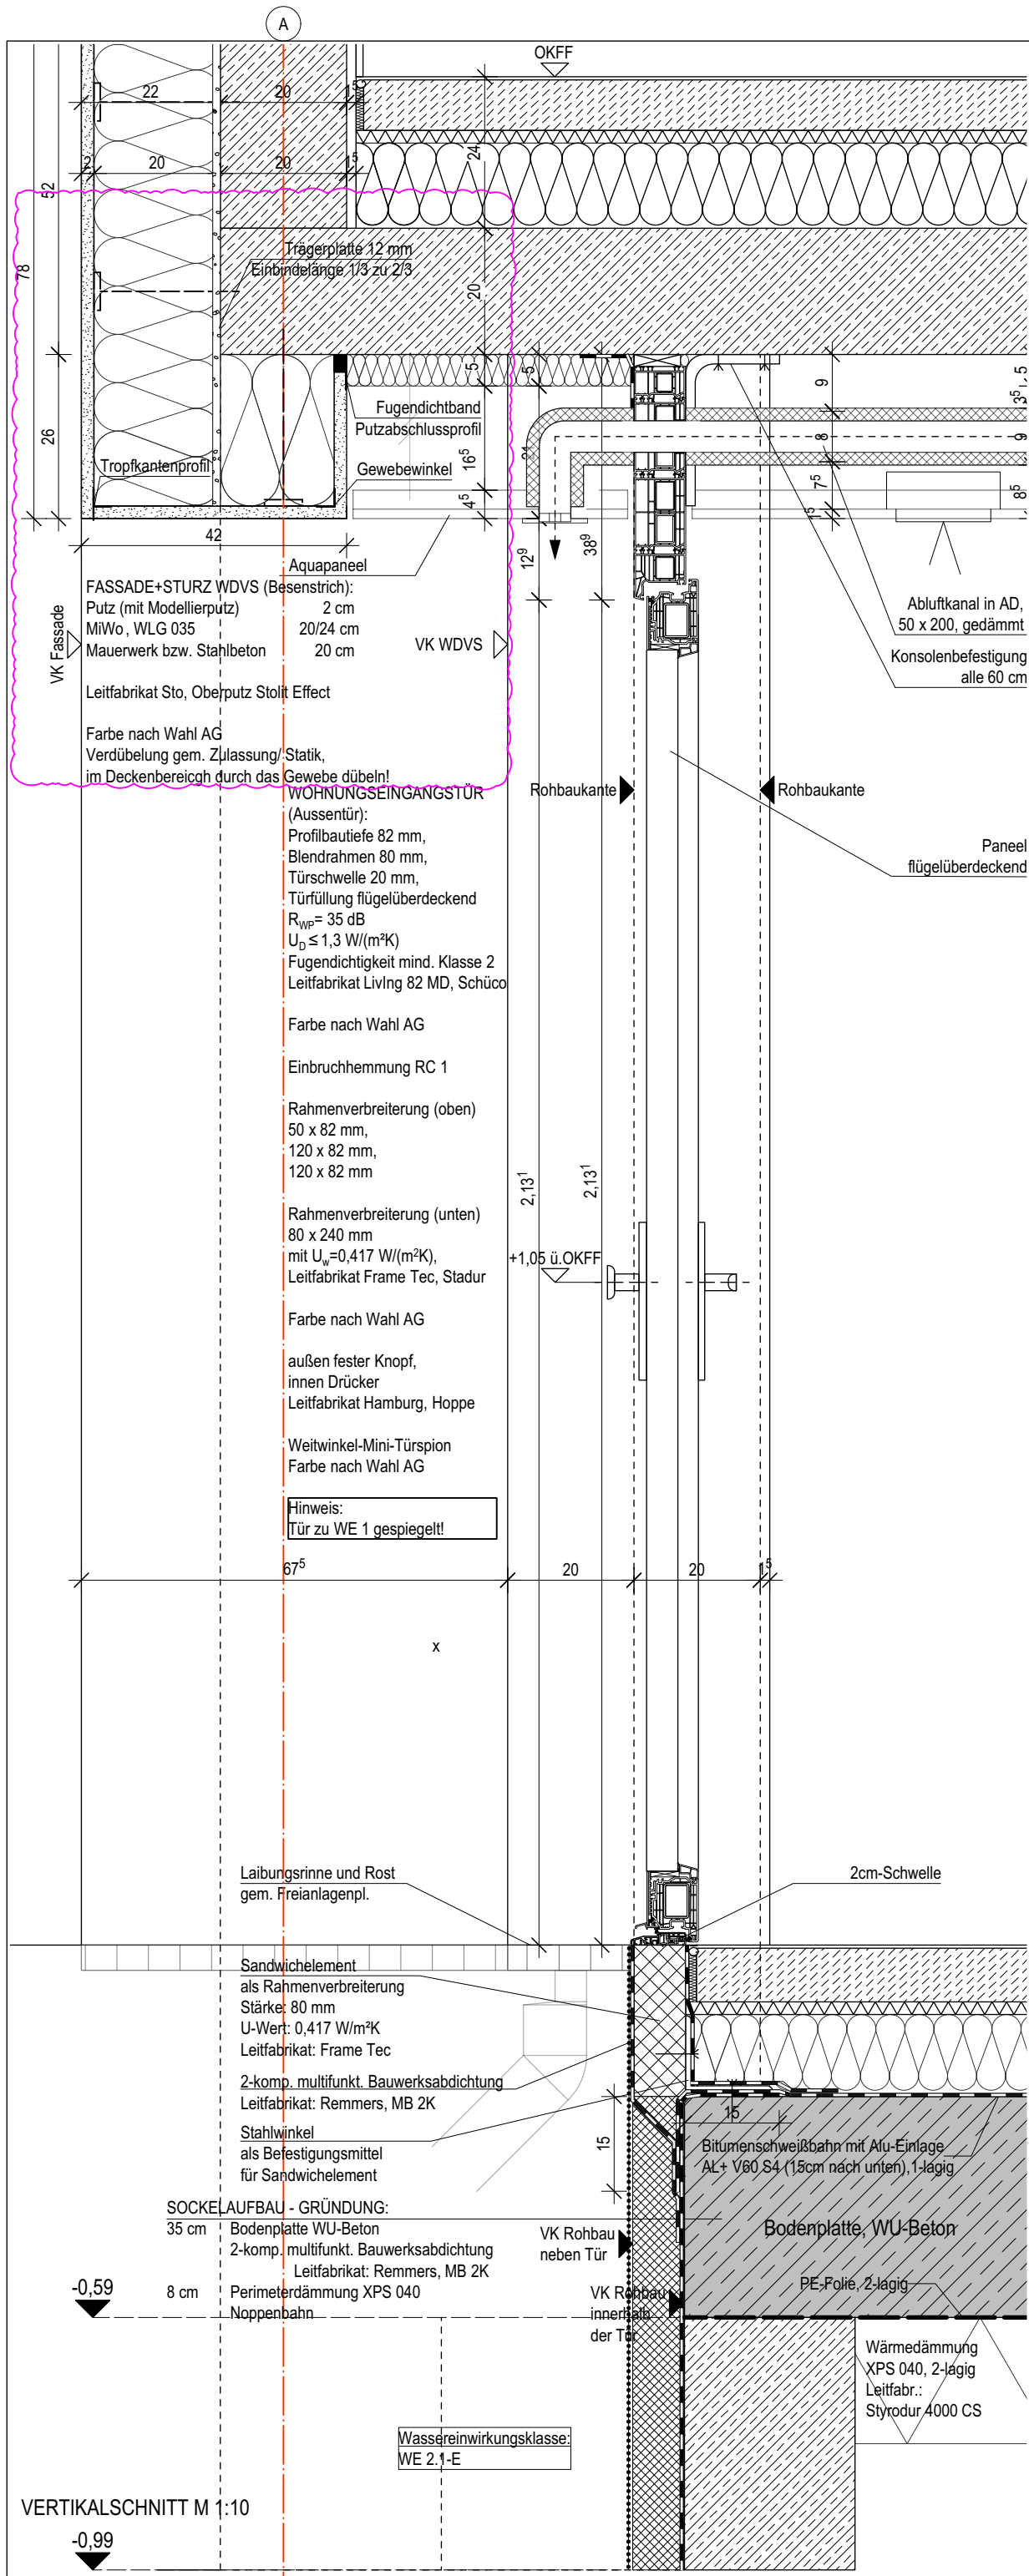 A
OKFF
22
20
1⁵
2
20
20
1⁵
24
52
78
Trägerplatte 12 mm
Einbindelänge 1/3 zu 2/3
20
5
5
9
5
3⁵
Fugendichtband
Putzabschlussprofil
26
Tropfkantenprofil
Gewebewinkel
16⁵
8
9
7⁵
8⁵
4⁵
1⁵
42
12⁹
38⁹
Aquapaneel
FASSADE+STURZ WDVS (Besenstrich):
Putz (mit Modellierputz) 2 cm
MiWo, WLG 035 20/24 cm
Mauerwerk bzw. Stahlbeton 20 cm
VK Fassade
VK WDVS
Abluftkanal in AD,
50 x 200, gedämmt
Konsolenbefestigung
alle 60 cm
Leitfabrikat Sto, Oberputz Stolit Effect
Farbe nach Wahl AG
Verdübelung gem. Zulassung/ Statik,
im Deckenbereicgh durch das Gewebe dübeln!
Rohbaukante
Rohbaukante
WOHNUNGSEINGANGSTÜR
(Aussentür):
Profilbautiefe 82 mm,
Blendrahmen 80 mm,
Türschwelle 20 mm,
Türfüllung flügelüberdeckend
R_WP= 35 dB
U_D ≤ 1,3 W/(m²K)
Fugendichtigkeit mind. Klasse 2
Leitfabrikat LivIng 82 MD, Schüco
Paneel
flügelüberdeckend
Farbe nach Wahl AG
Einbruchhemmung RC 1
Rahmenverbreiterung (oben)
50 x 82 mm,
120 x 82 mm,
120 x 82 mm
2,13¹
2,13¹
Rahmenverbreiterung (unten)
80 x 240 mm
mit U_w=0,417 W/(m²K),
Leitfabrikat Frame Tec, Stadur
+1,05 ü.OKFF
Farbe nach Wahl AG
außen fester Knopf,
innen Drücker
Leitfabrikat Hamburg, Hoppe
Weitwinkel-Mini-Türspion
Farbe nach Wahl AG
Hinweis:
Tür zu WE 1 gespiegelt!
67⁵
20
20
1⁵
x
Laibungsrinne und Rost
gem. Freianlagenpl.
2cm-Schwelle
Sandwichelement
als Rahmenverbreiterung
Stärke: 80 mm
U-Wert: 0,417 W/m²K
Leitfabrikat: Frame Tec
2-komp. multifunkt. Bauwerksabdichtung
Leitfabrikat: Remmers, MB 2K
Stahlwinkel
als Befestigungsmittel
für Sandwichelement
15
15
Bitumenschweißbahn mit Alu-Einlage
AL+ V60 S4 (15cm nach unten),1-lagig
SOCKELAUFBAU - GRÜNDUNG:
35 cm Bodenplatte WU-Beton
2-komp. multifunkt. Bauwerksabdichtung
Leitfabrikat: Remmers, MB 2K
8 cm Perimeterdämmung XPS 040
Noppenbahn
VK Rohbau
neben Tür
Bodenplatte, WU-Beton
-0,59
VK Rohbau
innerhalb
der Tür
PE-Folie, 2-lagig
Wärmedämmung
XPS 040, 2-lagig
Leitfabr.:
Styrodur 4000 CS
Wassereinwirkungsklasse:
WE 2.1-E
VERTIKALSCHNITT M 1:10
-0,99